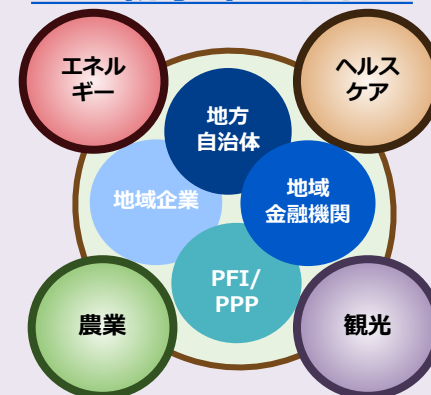 エネル
ギー
ヘルス
ケア
地方
自治体
地域企業
地域
金融機関
PFI/
PPP
農業
観光